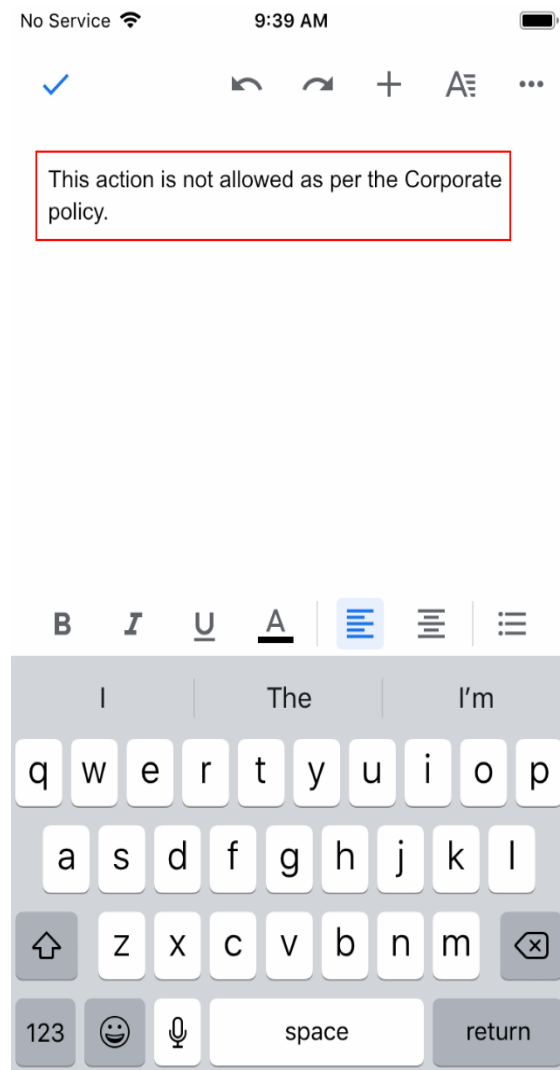 No Service 9:39 AM
A
This action is not allowed as per the Corporate
policy.
B I U A
I The I'm
q w e r t y u i o p
a s d f g h j k l
z x c v b n m
123 space return